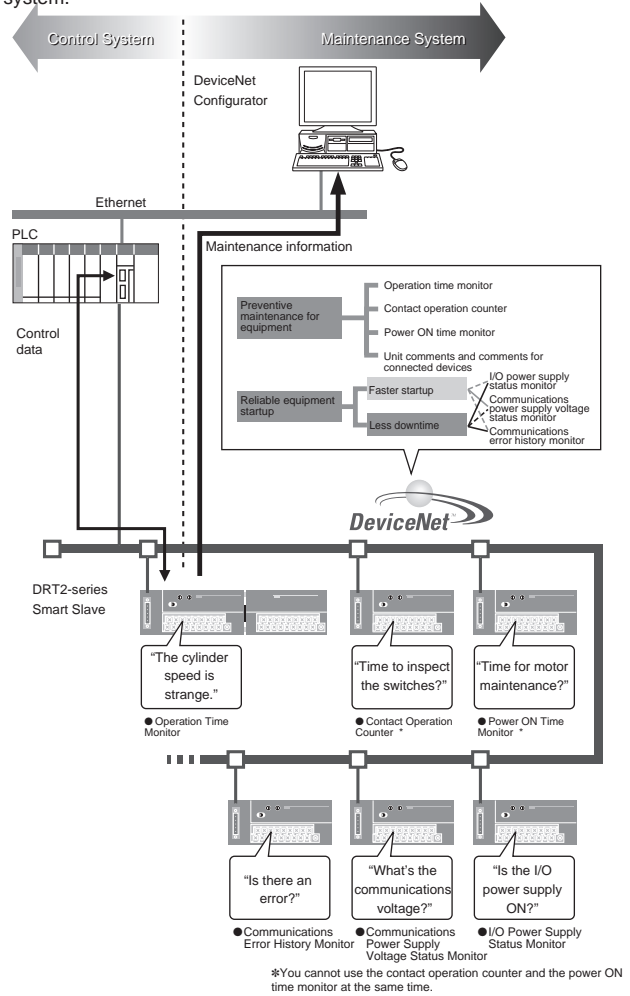 system.
Control System
Maintenance System
DeviceNet
Configurator
Ethernet
PLC
Maintenance information
Control
data
Preventive
maintenance for
equipment
Operation time monitor
Contact operation counter
Power ON time monitor
Unit comments and comments for
connected devices
Reliable equipment
startup
Faster startup
Less downtime
I/O power supply
status monitor
Communications
power supply voltage
status monitor
Communications
error history monitor
DeviceNet™
DRT2-series
Smart Slave
“The cylinder
speed is
strange.”
“Time to inspect
the switches?”
“Time for motor
maintenance?”
●Operation Time
Monitor
●Contact Operation
Counter *
●Power ON Time
Monitor *
“Is there an
error?”
“What's the
communications
voltage?”
“Is the I/O
power supply
ON?”
●Communications
Error History Monitor
●Communications
Power Supply
Voltage Status Monitor
●I/O Power Supply
Status Monitor
✽You cannot use the contact operation counter and the power ON
time monitor at the same time.